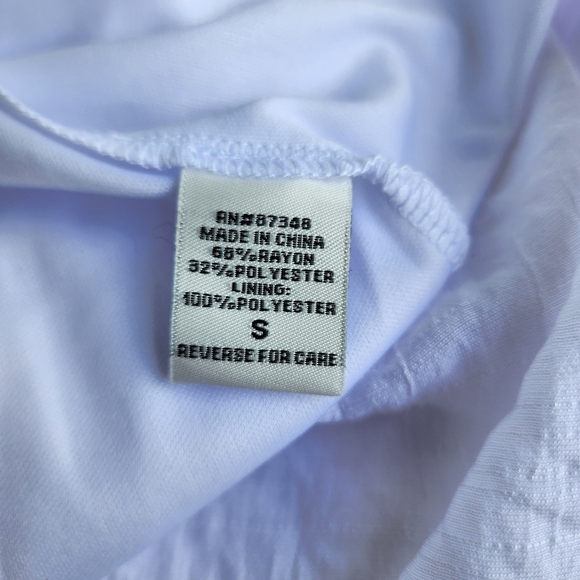 RN#87348
MADE IN CHINA
68%RAYON
32%POLYESTER
LINING:
100%POLYESTER
S
REVERSE FOR CARE